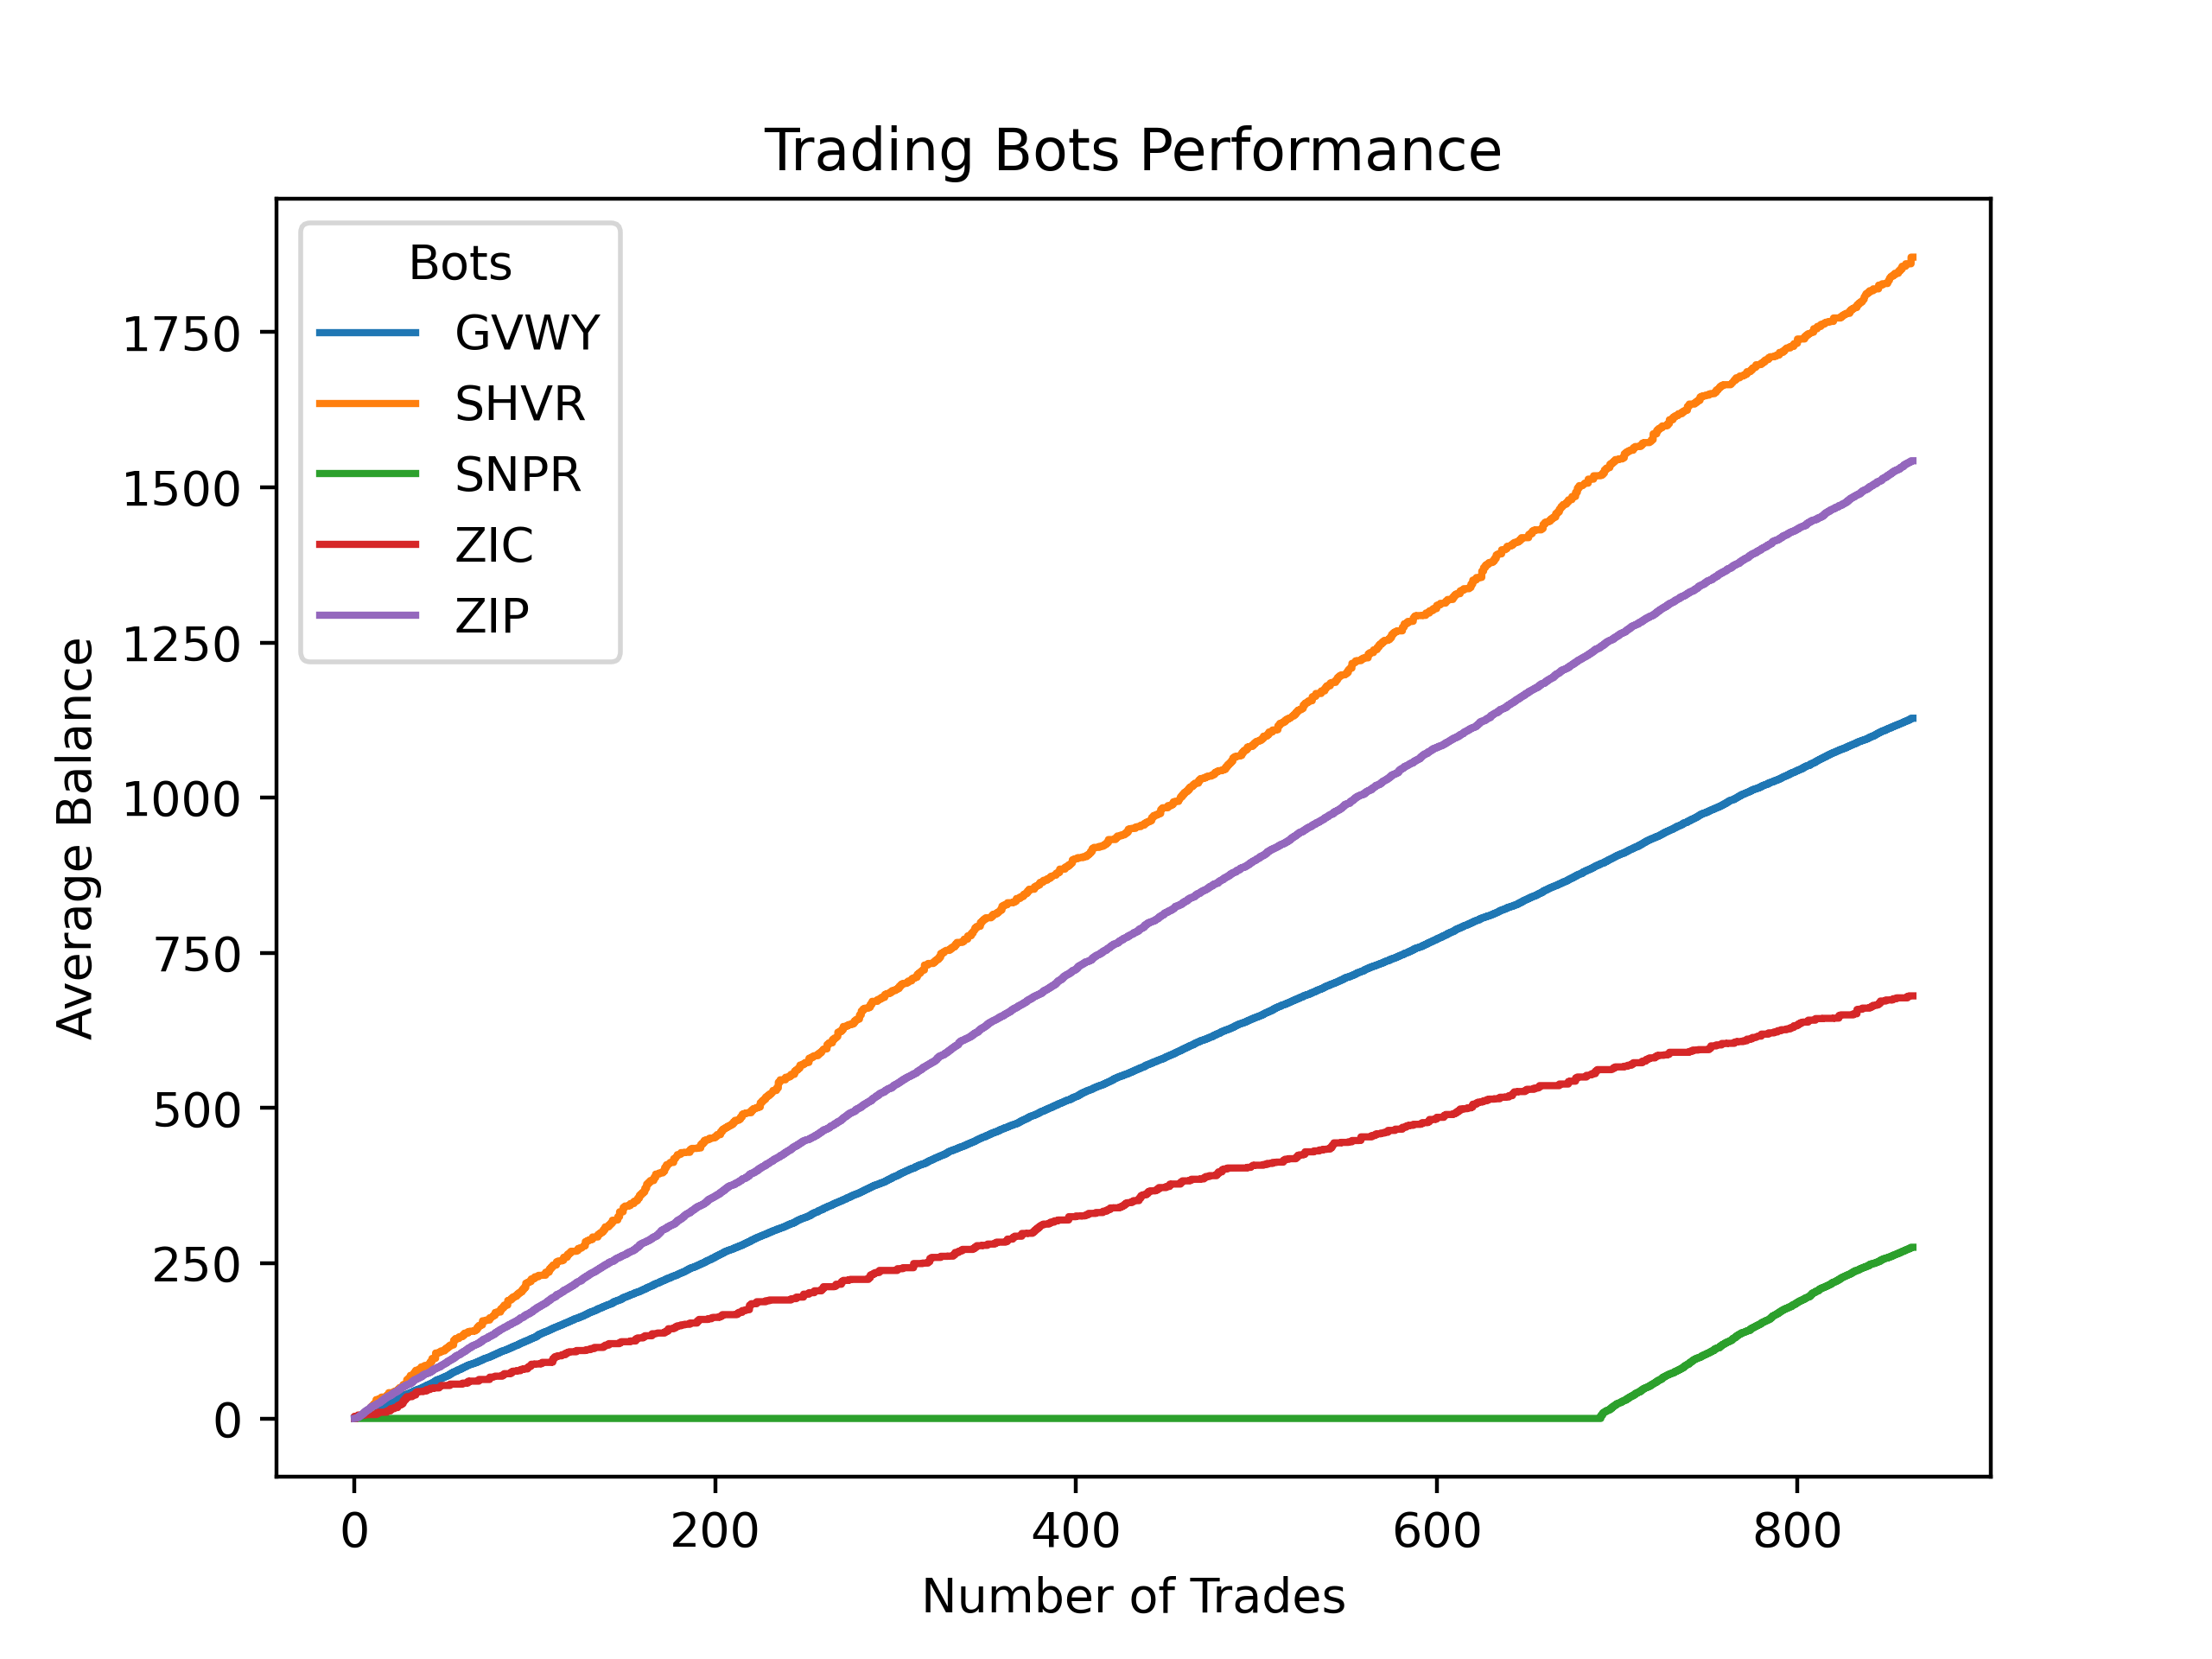 Trading Bots Performance
Bots
GVWY
SHVR
SNPR
ZIC
ZIP
Average Balance
1750
1500
1250
1000
750
500
250
0
0 200 400 600 800
Number of Trades